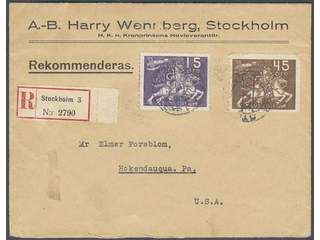 A.-B. Harry Wennberg, Stockholm
H. K. H. Kronprinsens Hovleverantör.
Rekommenderas.
R
Stockholm 3
No 2790
15
45
Mr Elmer Forsblom,
Hokendauqua. Pa.
U.S.A.